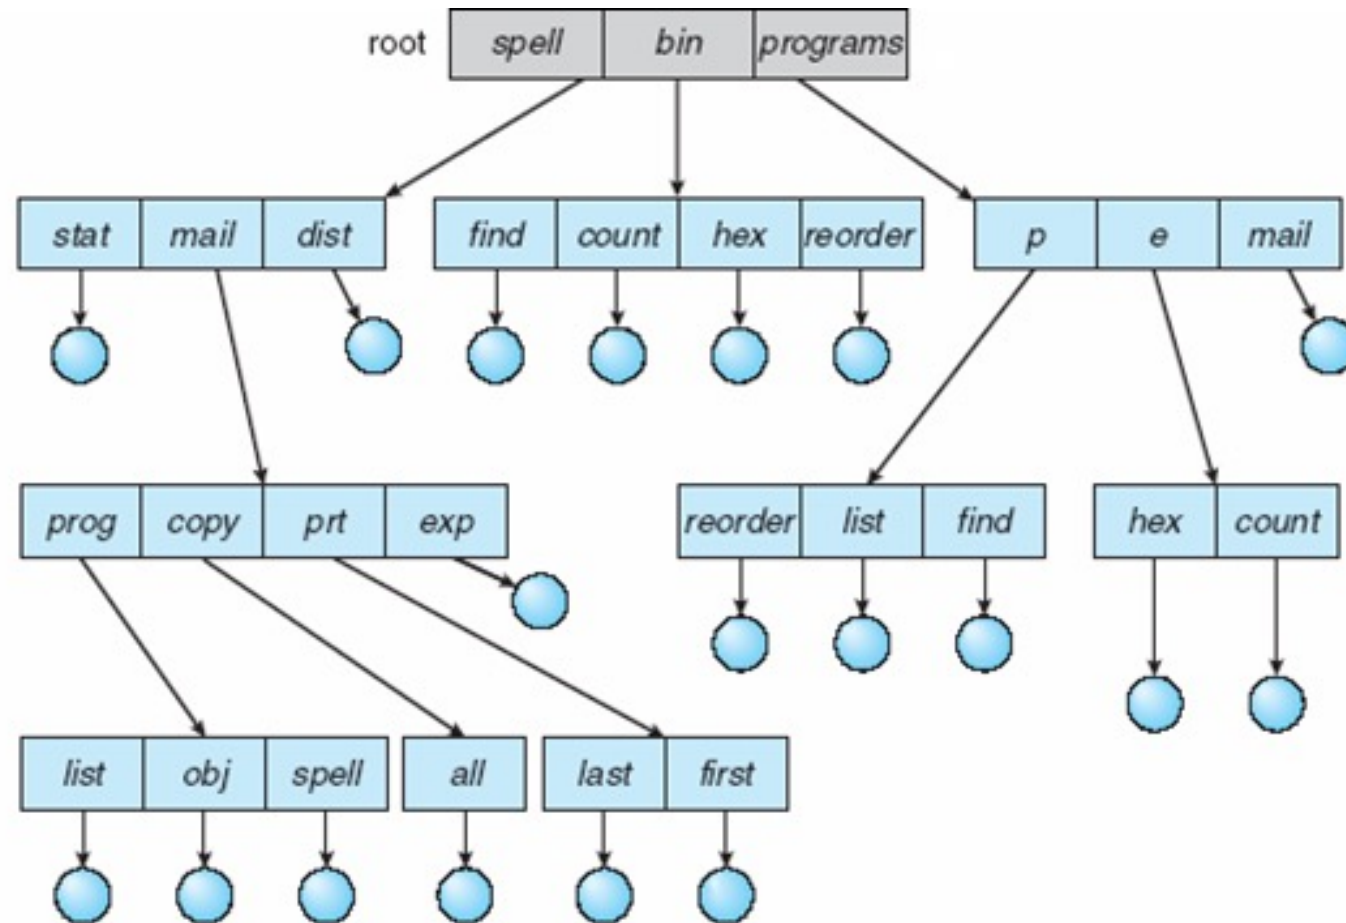 root spell bin programs
stat mail dist find count hex reorder p e mail
prog copy prt exp reorder list find hex count
list obj spell all last first